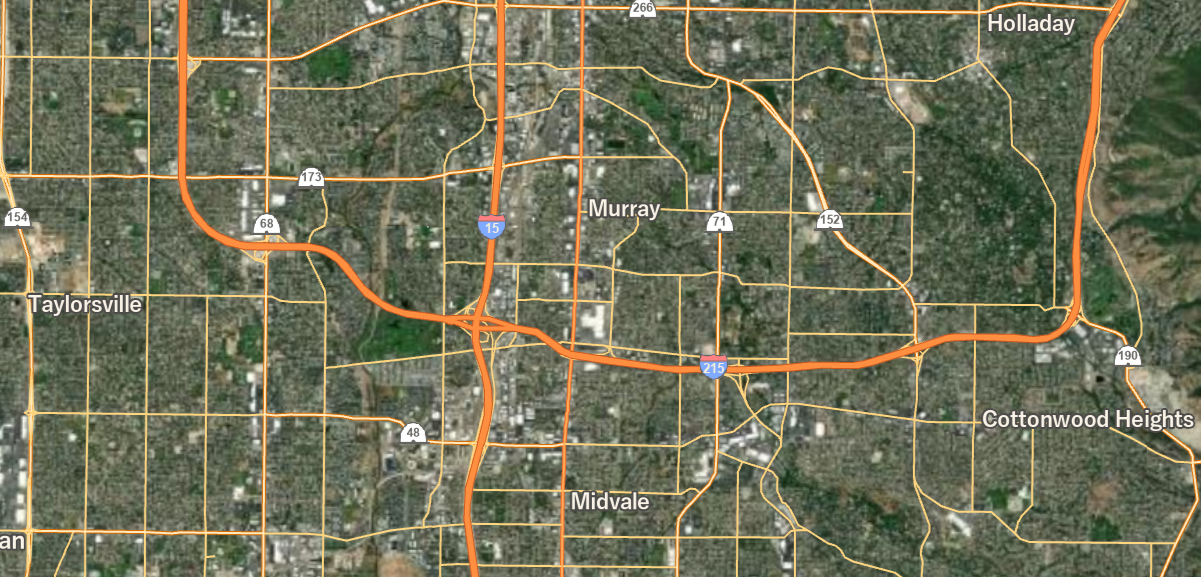 266
Holladay
173
154
68
15
Murray
71
152
Taylorsville
215
190
48
Cottonwood Heights
Midvale
an